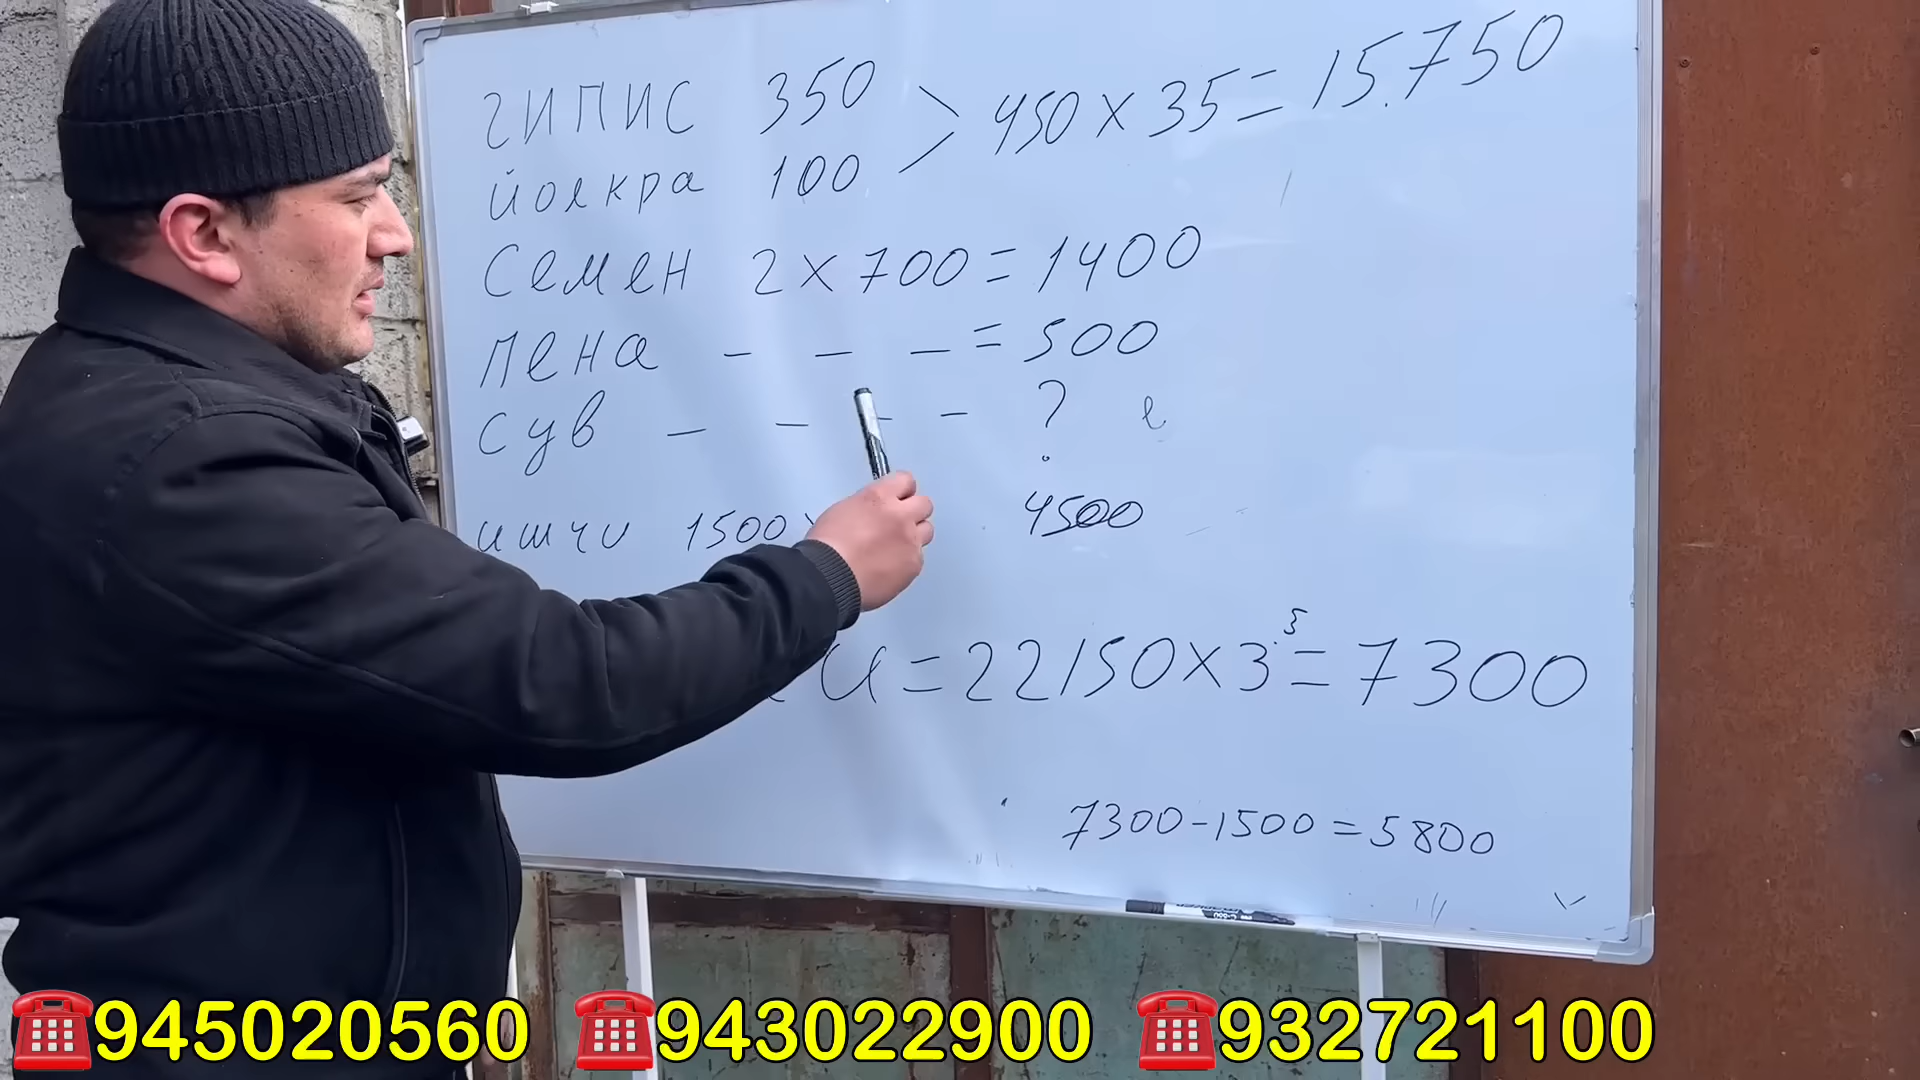 гипис 350
йолкра 100
> 450 х 35 = 15.750
семен 2 х 700 = 1400
пена - - - = 500
сув - - - - ?
ишчи 1500 4500
= 22150 х 3 = 7300
7300 - 1500 = 5800
☎945020560 ☎943022900 ☎932721100